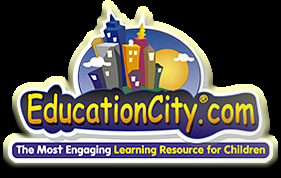 EducationCity®.com
The Most Engaging Learning Resource for Children